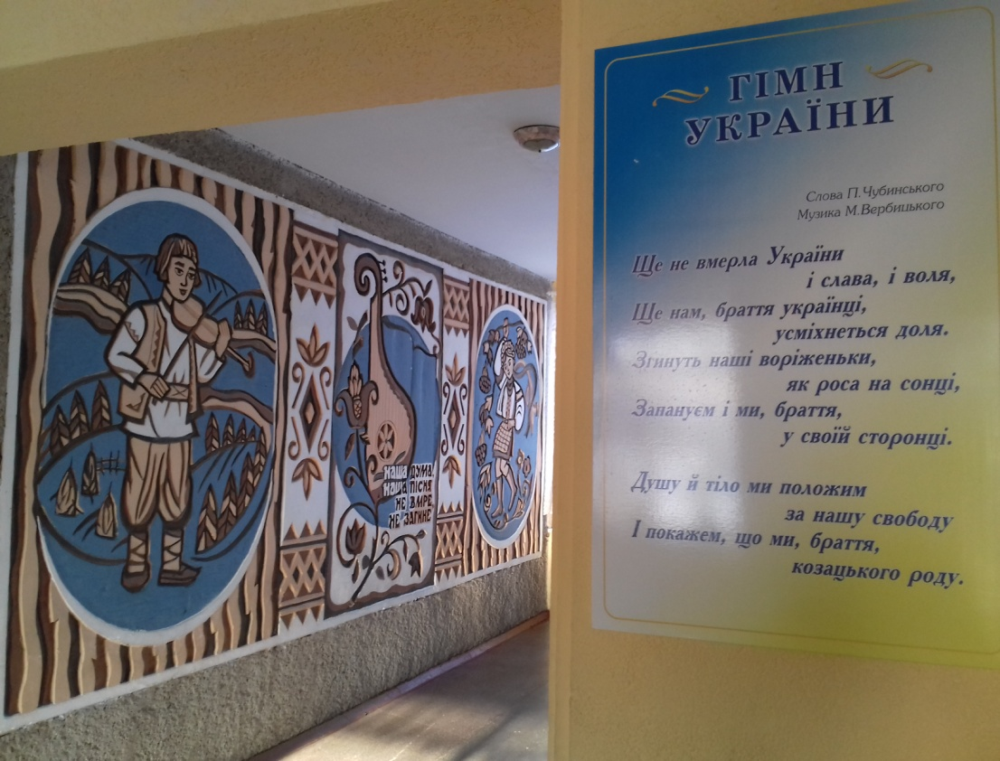 наша дума,
наша пісня
не вмре,
не загине
ГІМН
УКРАЇНИ
Слова П.Чубинського
Музика М.Вербицького
Ще не вмерла України
і слава, і воля,
Ще нам, браття українці,
усміхнеться доля.
Згинуть наші воріженьки,
як роса на сонці,
Запануєм і ми, браття,
у своїй сторонці.
Душу й тіло ми положим
за нашу свободу
І покажем, що ми, браття,
козацького роду.